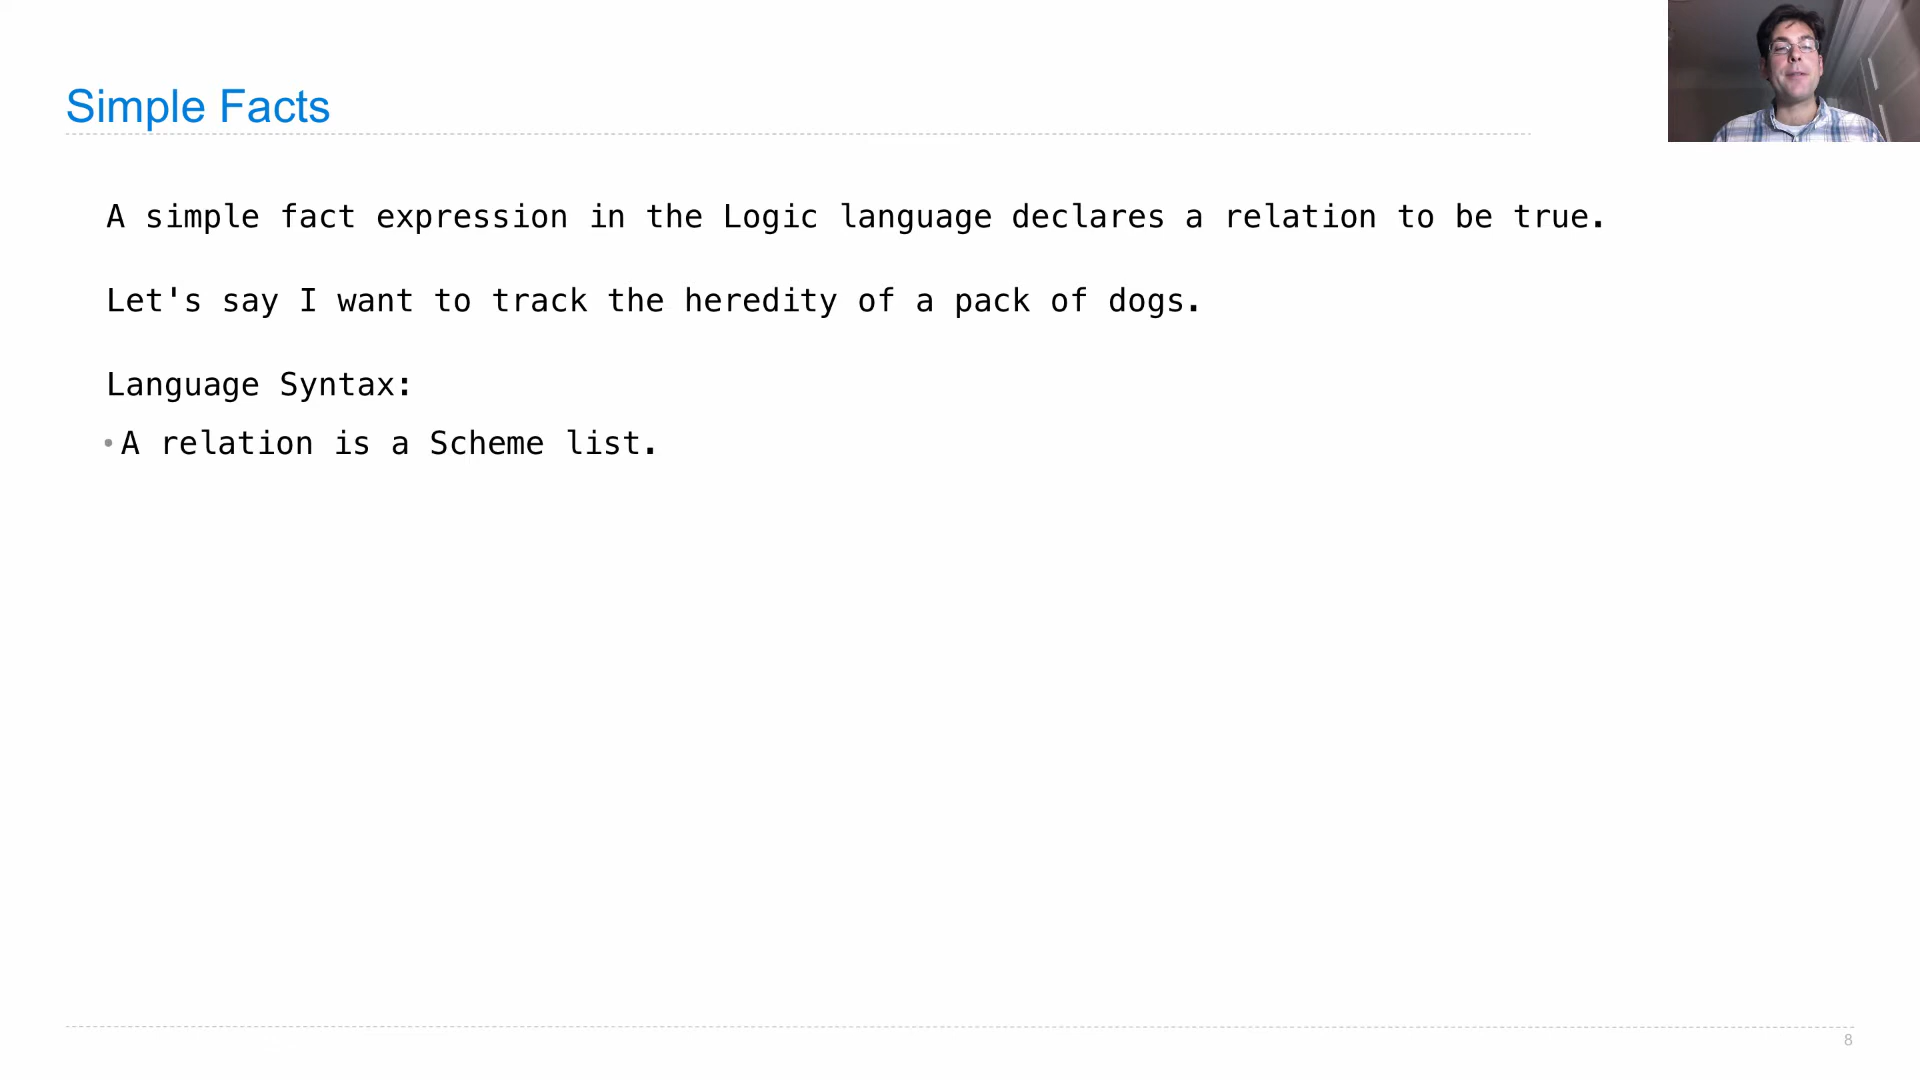 Simple Facts
A simple fact expression in the Logic language declares a relation to be true.
Let's say I want to track the heredity of a pack of dogs.
Language Syntax:
• A relation is a Scheme list.
8